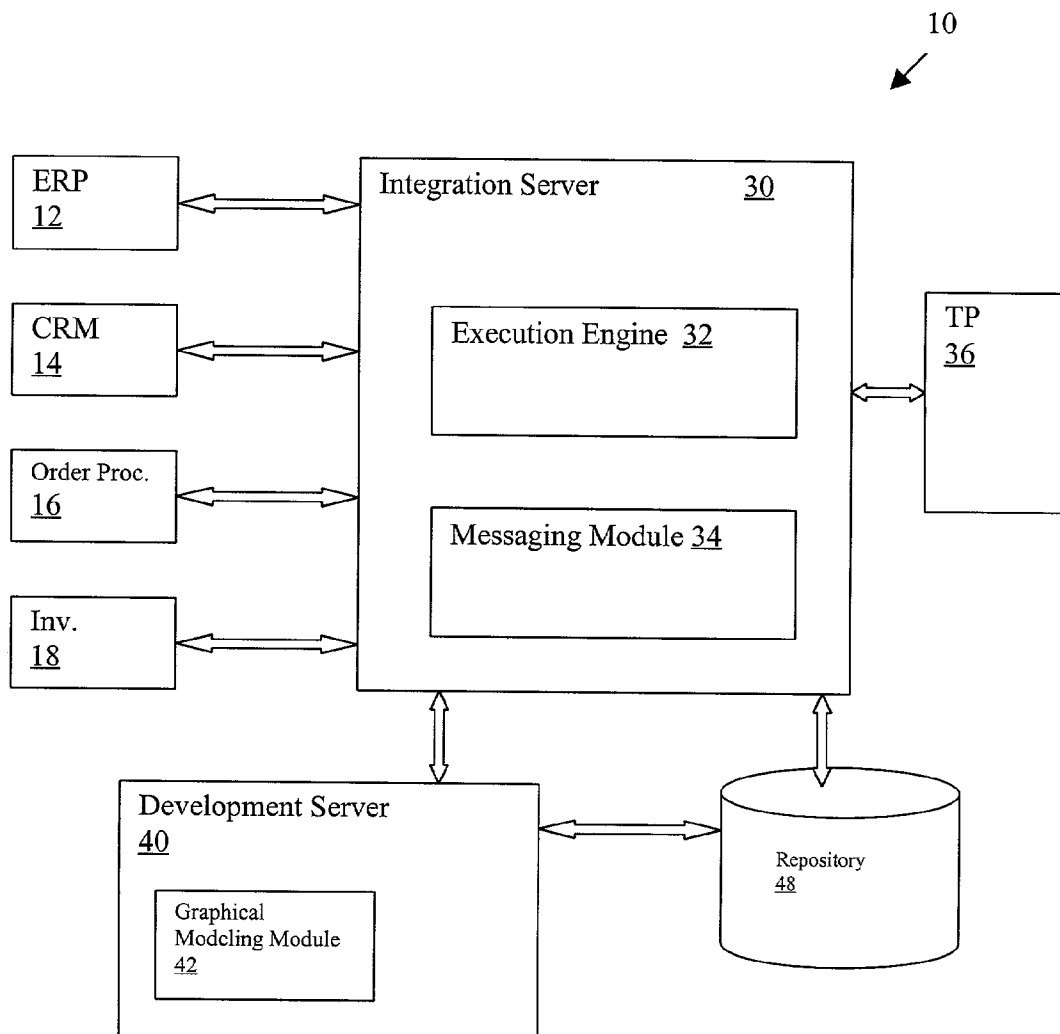 10
ERP
12
Integration Server 30
CRM
14
Execution Engine 32
TP
36
Order Proc.
16
Messaging Module 34
Inv.
18
Development Server
40
Repository
48
Graphical
Modeling Module
42